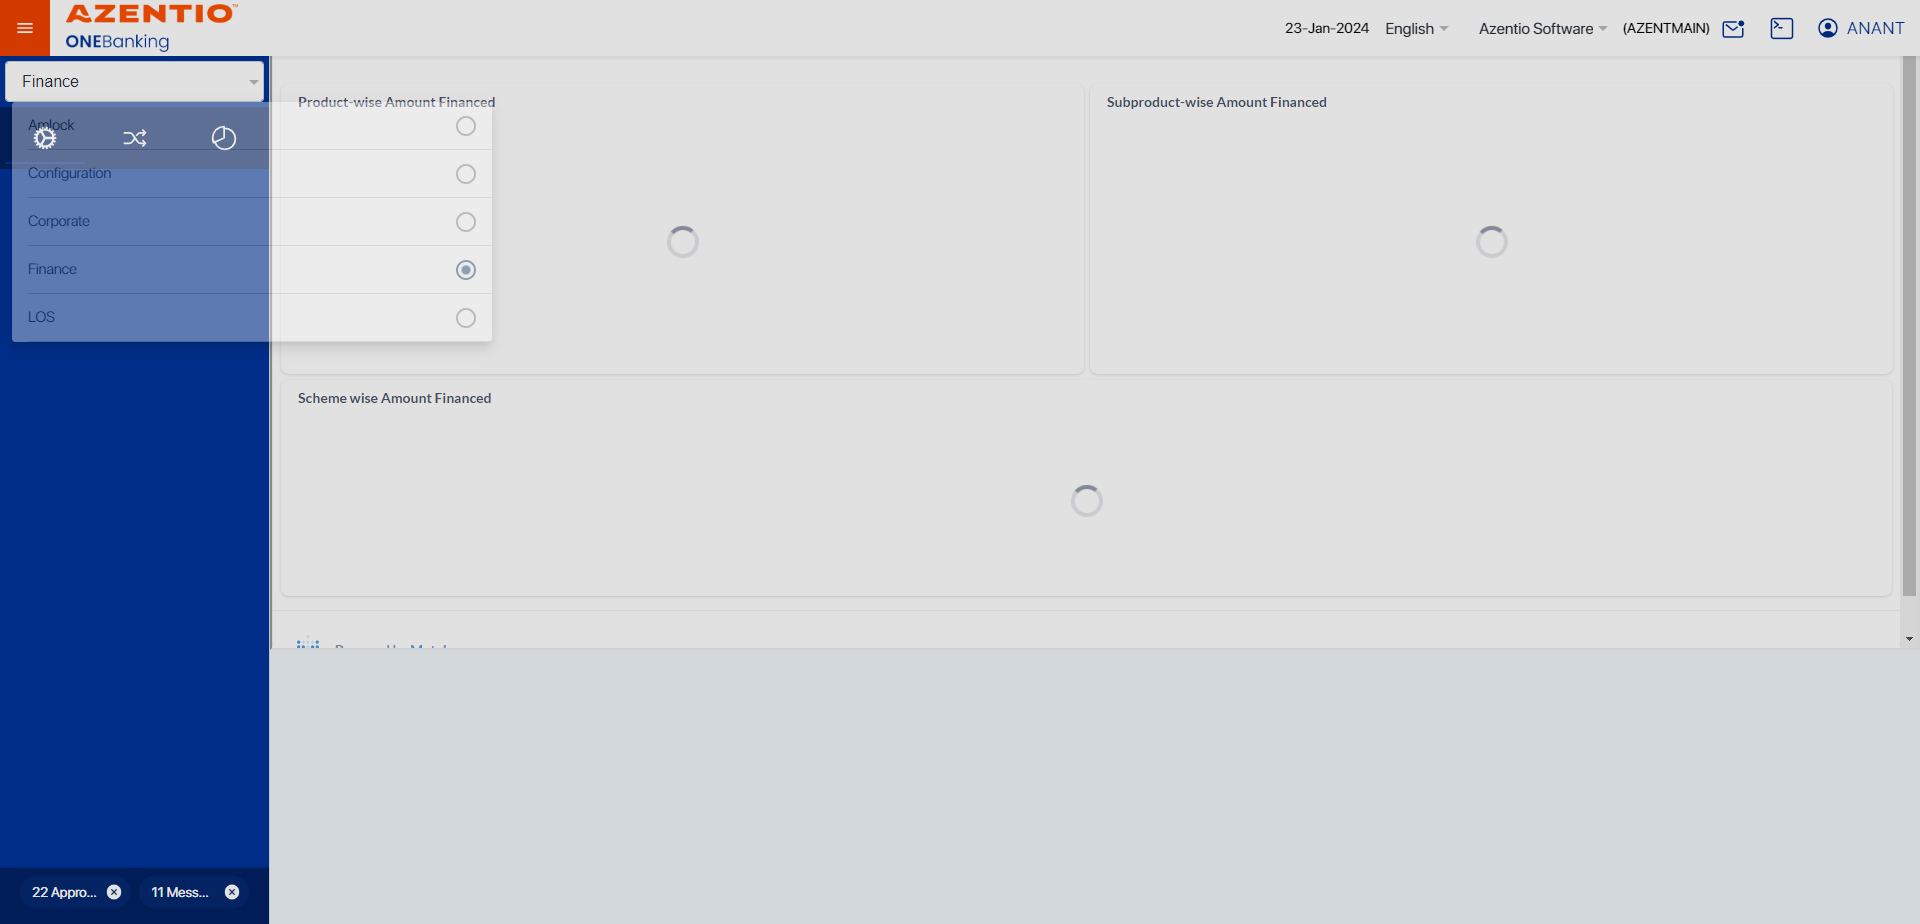 AZENTIO™
ONEBanking
23-Jan-2024 English Azentio Software (AZENTMAIN) ANANT
Finance
Amlock
Configuration
Corporate
Finance
LOS
Product-wise Amount Financed
Subproduct-wise Amount Financed
Scheme wise Amount Financed
22 Appro...
11 Mess...